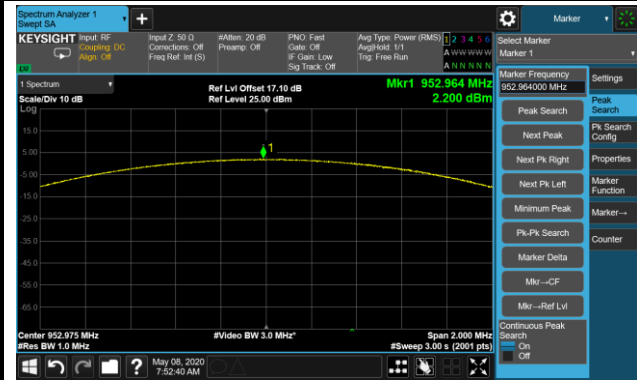 Spectrum Analyzer 1
Swept SA
Marker
KEYSIGHT
Input: RF
Coupling: DC
Align: Off
Input Z: 50 Ω
Corrections: Off
Freq Ref: Int (S)
#Atten: 20 dB
Preamp: Off
PNO: Fast
Gate: Off
IF Gain: Low
Sig Track: Off
Avg Type: Power (RMS)
Avg|Hold: 1/1
Trig: Free Run
1 2 3 4 5 6
A W W W W W
A N N N N N
Select Marker
Marker 1
1 Spectrum
Scale/Div 10 dB
Log
Ref Lvl Offset 17.10 dB
Ref Level 25.00 dBm
Mkr1 952.964 MHz
2.200 dBm
Marker Frequency
952.964000 MHz
Settings
Peak Search
Peak
Search
Next Peak
Pk Search
Config
Next Pk Right
Properties
Next Pk Left
Marker
Function
Minimum Peak
Marker→
Pk-Pk Search
Counter
Marker Delta
Mkr→CF
Mkr→Ref Lvl
Continuous Peak
Search
On
Off
15.0
5.00
-5.00
-15.0
-25.0
-35.0
-45.0
-55.0
-65.0
1
Center 952.975 MHz
#Res BW 1.0 MHz
#Video BW 3.0 MHz*
Span 2.000 MHz
#Sweep 3.00 s (2001 pts)
?
May 08, 2020
7:52:40 AM